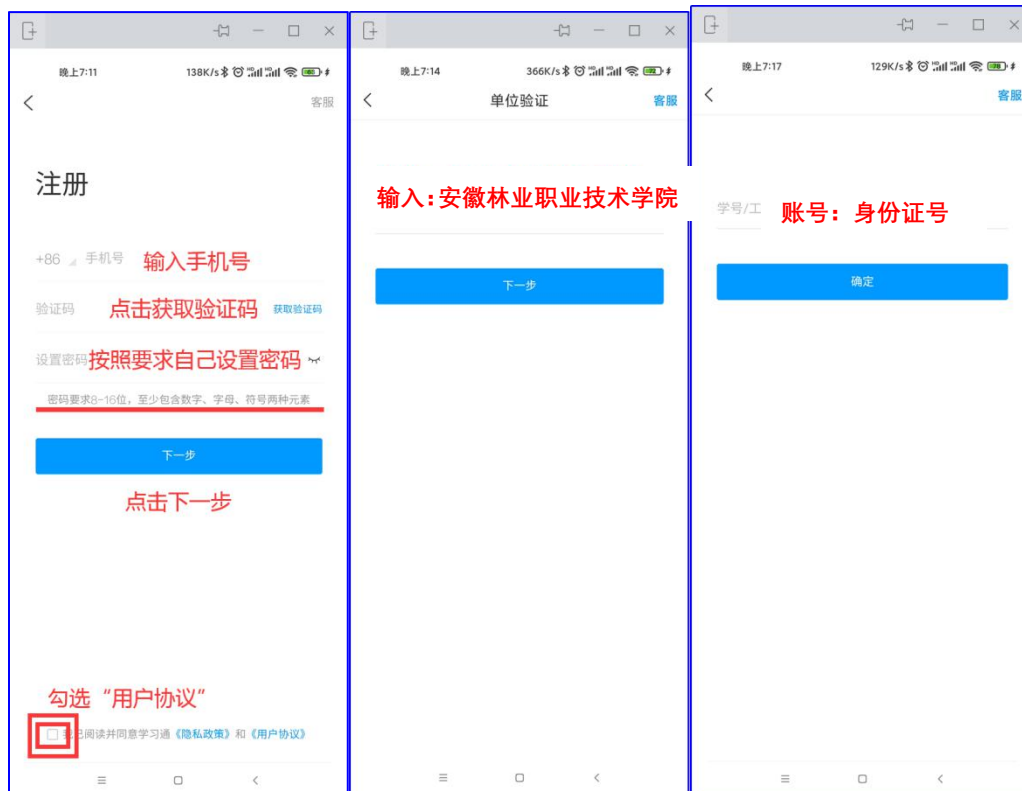 晚上7:11 138K/s
客服
注册
+86 手机号 输入手机号
验证码 点击获取验证码 获取验证码
设置密码 按照要求自己设置密码
密码要求8-16位，至少包含数字、字母、符号两种元素
下一步
点击下一步
勾选“用户协议”
我已阅读并同意学习通《隐私政策》和《用户协议》
晚上7:14 366K/s
单位验证 客服
输入:安徽林业职业技术学院
下一步
晚上7:17 129K/s
客服
学号/工 账号：身份证号
确定